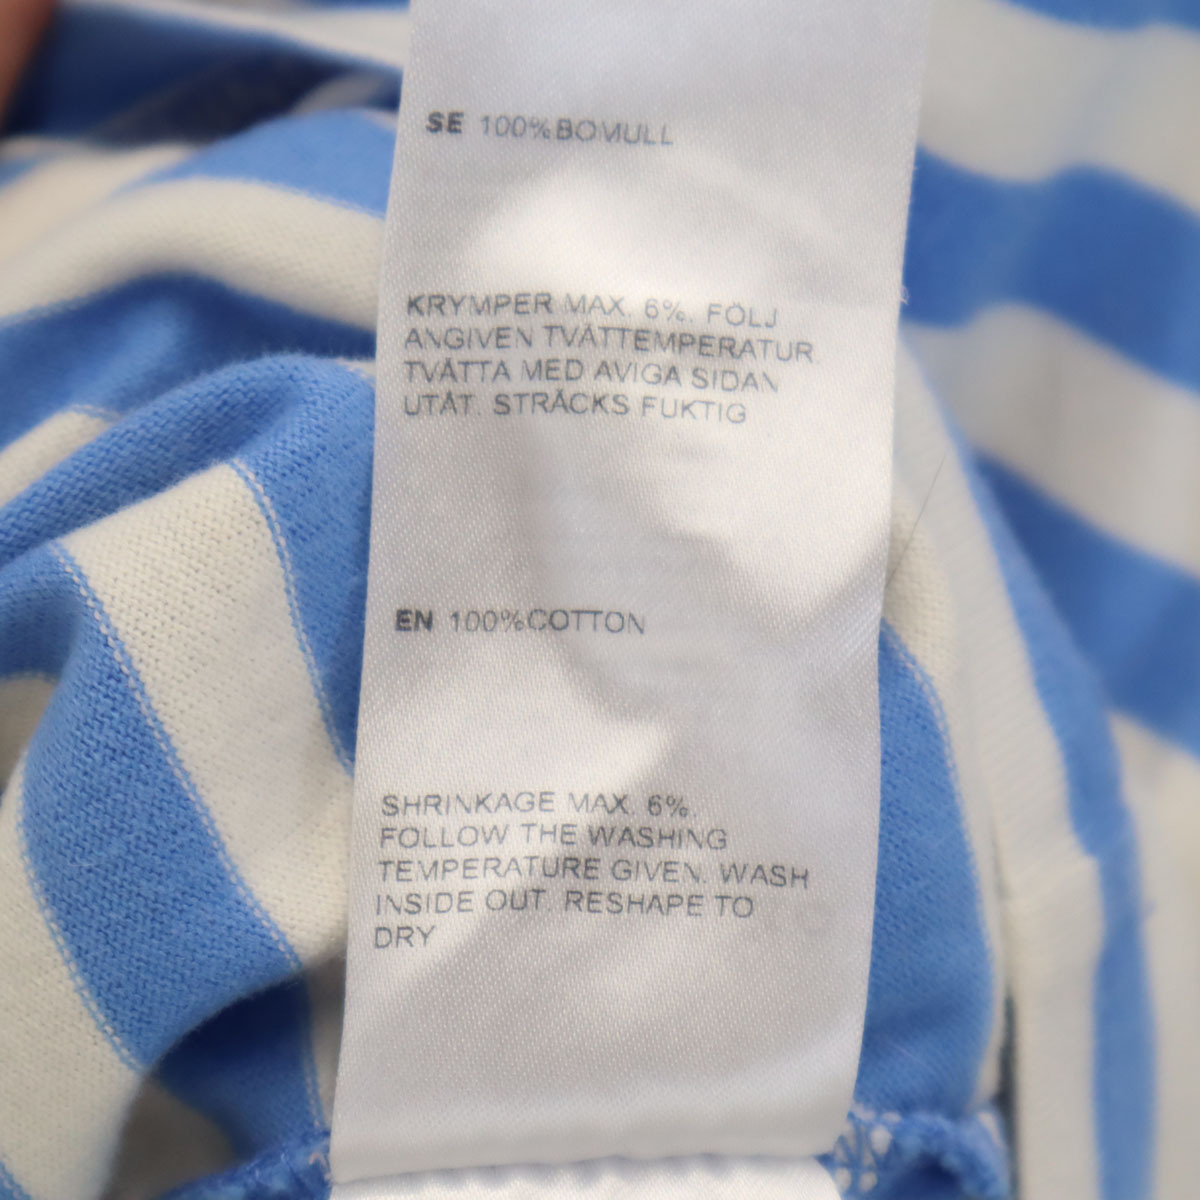 SE 100%BOMULL
KRYMPER MAX. 6%. FÖLJ
ANGIVEN TVÄTTEMPERATUR
TVÄTTA MED AVIGA SIDAN
UTÅT. STRÄCKS FUKTIG
EN 100%COTTON
SHRINKAGE MAX. 6%.
FOLLOW THE WASHING
TEMPERATURE GIVEN. WASH
INSIDE OUT. RESHAPE TO
DRY